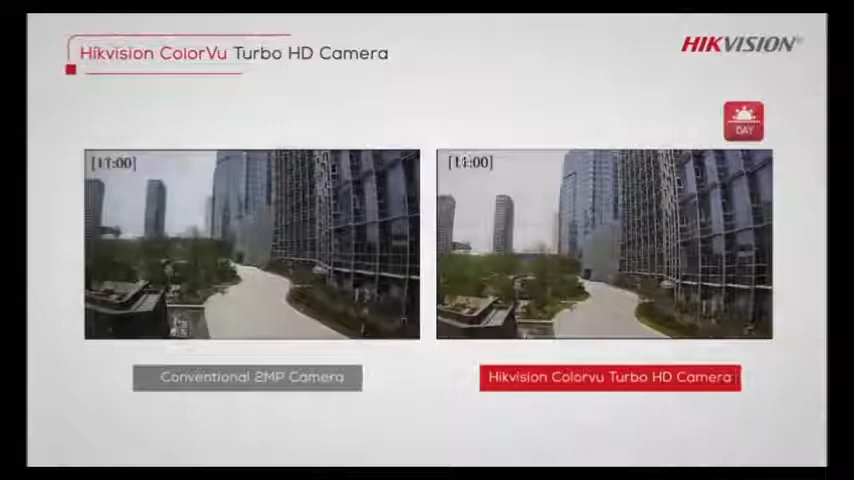 Hikvision ColorVu Turbo HD Camera
HIKVISION®
DAY
[11:00]
[11:00]
Conventional 2MP Camera
Hikvision Colorvu Turbo HD Camera